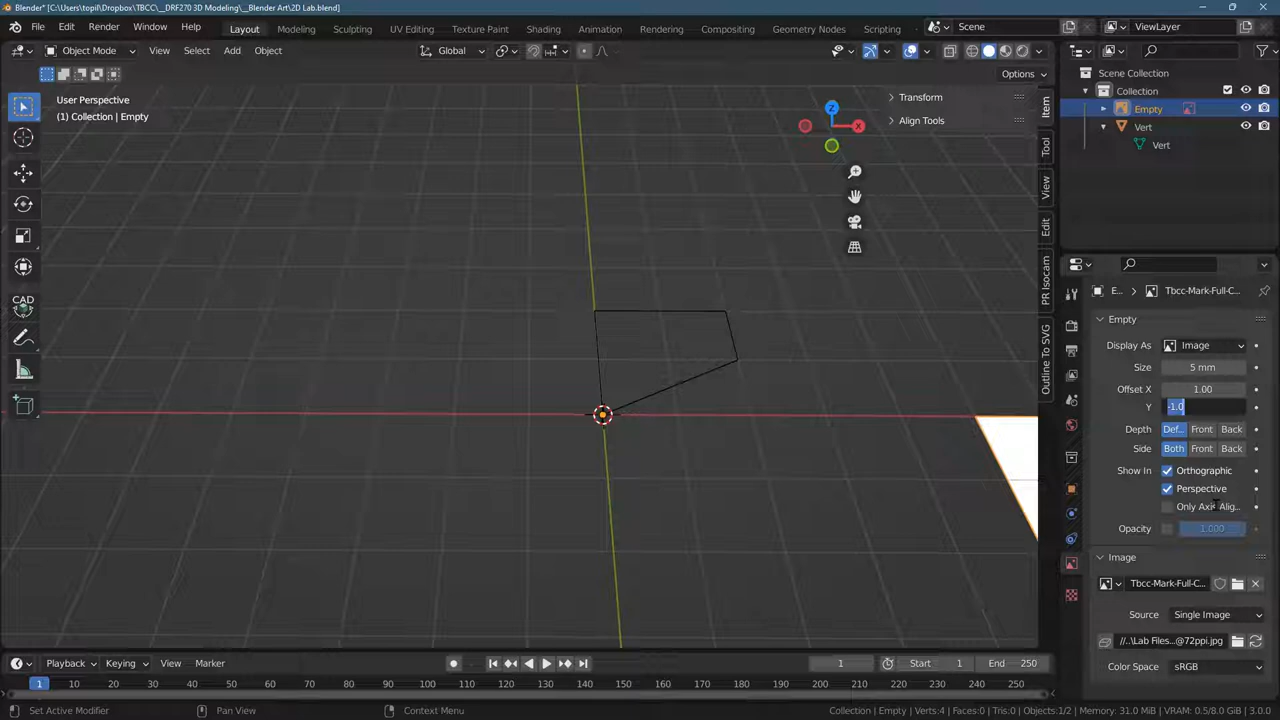 Blender* [C:\Users\topil\Dropbox\TBCC\__DRF270 3D Modeling\__Blender Art\2D Lab.blend]
File Edit Render Window Help Layout Modeling Sculpting UV Editing Texture Paint Shading Animation Rendering Compositing Geometry Nodes Scripting Scene ViewLayer
Object Mode View Select Add Object Global
Options
Scene Collection
Collection
Empty
Vert
Vert
User Perspective
(1) Collection | Empty
Transform
Align Tools
Z
X
Item
Tool
View
Edit
PR Isocam
Outline To SVG
CAD
E... Tbcc-Mark-Full-C...
Empty
Display As Image
Size 5 mm
Offset X 1.00
Y -1.0
Depth Def... Front Back
Side Both Front Back
Show In Orthographic
Perspective
Only Axis Alig...
Opacity 1.000
Image
Tbcc-Mark-Full-C...
Source Single Image
//..\Lab Files...@72ppi.jpg
Color Space sRGB
Playback Keying View Marker 1 Start 1 End 250
1 10 20 30 40 50 60 70 80 90 100 110 120 130 140 150 160 170 180 190 200 210 220 230 240 250
Set Active Modifier Pan View Context Menu Collection | Empty | Verts:4 | Faces:0 | Tris:0 | Objects:1/2 | Memory: 31.0 MiB | VRAM: 0.5/8.0 GiB | 3.0.0